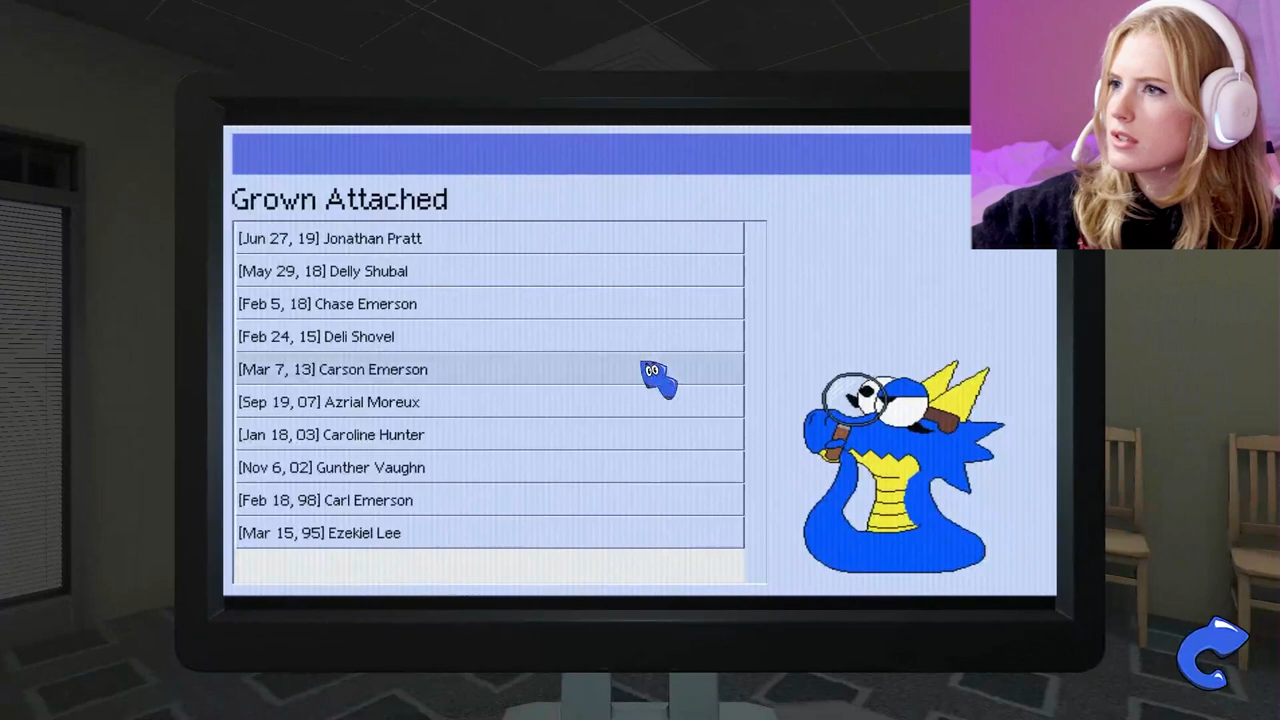 Grown Attached
[Jun 27, 19] Jonathan Pratt
[May 29, 18] Delly Shubal
[Feb 5, 18] Chase Emerson
[Feb 24, 15] Deli Shovel
[Mar 7, 13] Carson Emerson
[Sep 19, 07] Azrial Moreux
[Jan 18, 03] Caroline Hunter
[Nov 6, 02] Gunther Vaughn
[Feb 18, 98] Carl Emerson
[Mar 15, 95] Ezekiel Lee